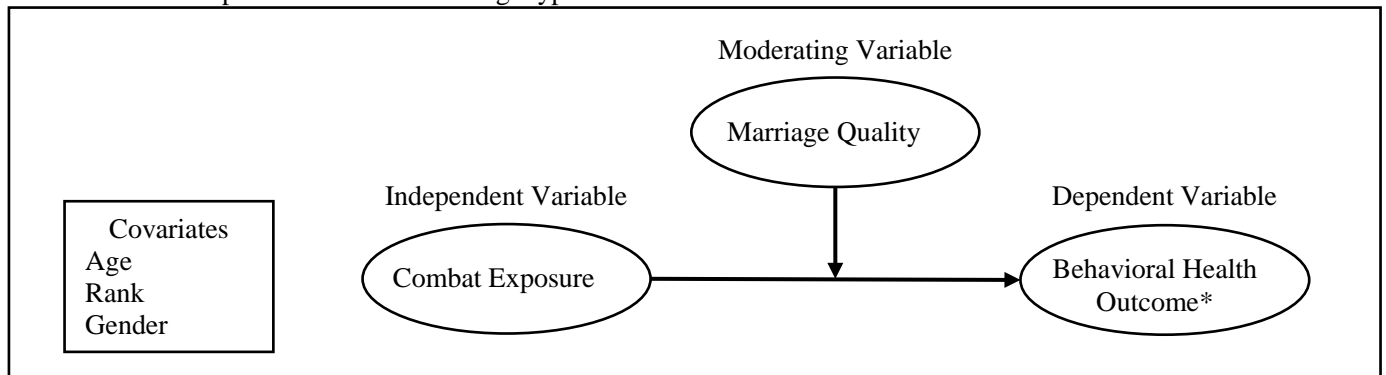 Moderating Variable
Marriage Quality
Independent Variable
Dependent Variable
Covariates
Age
Rank
Gender
Combat Exposure
Behavioral Health
Outcome*